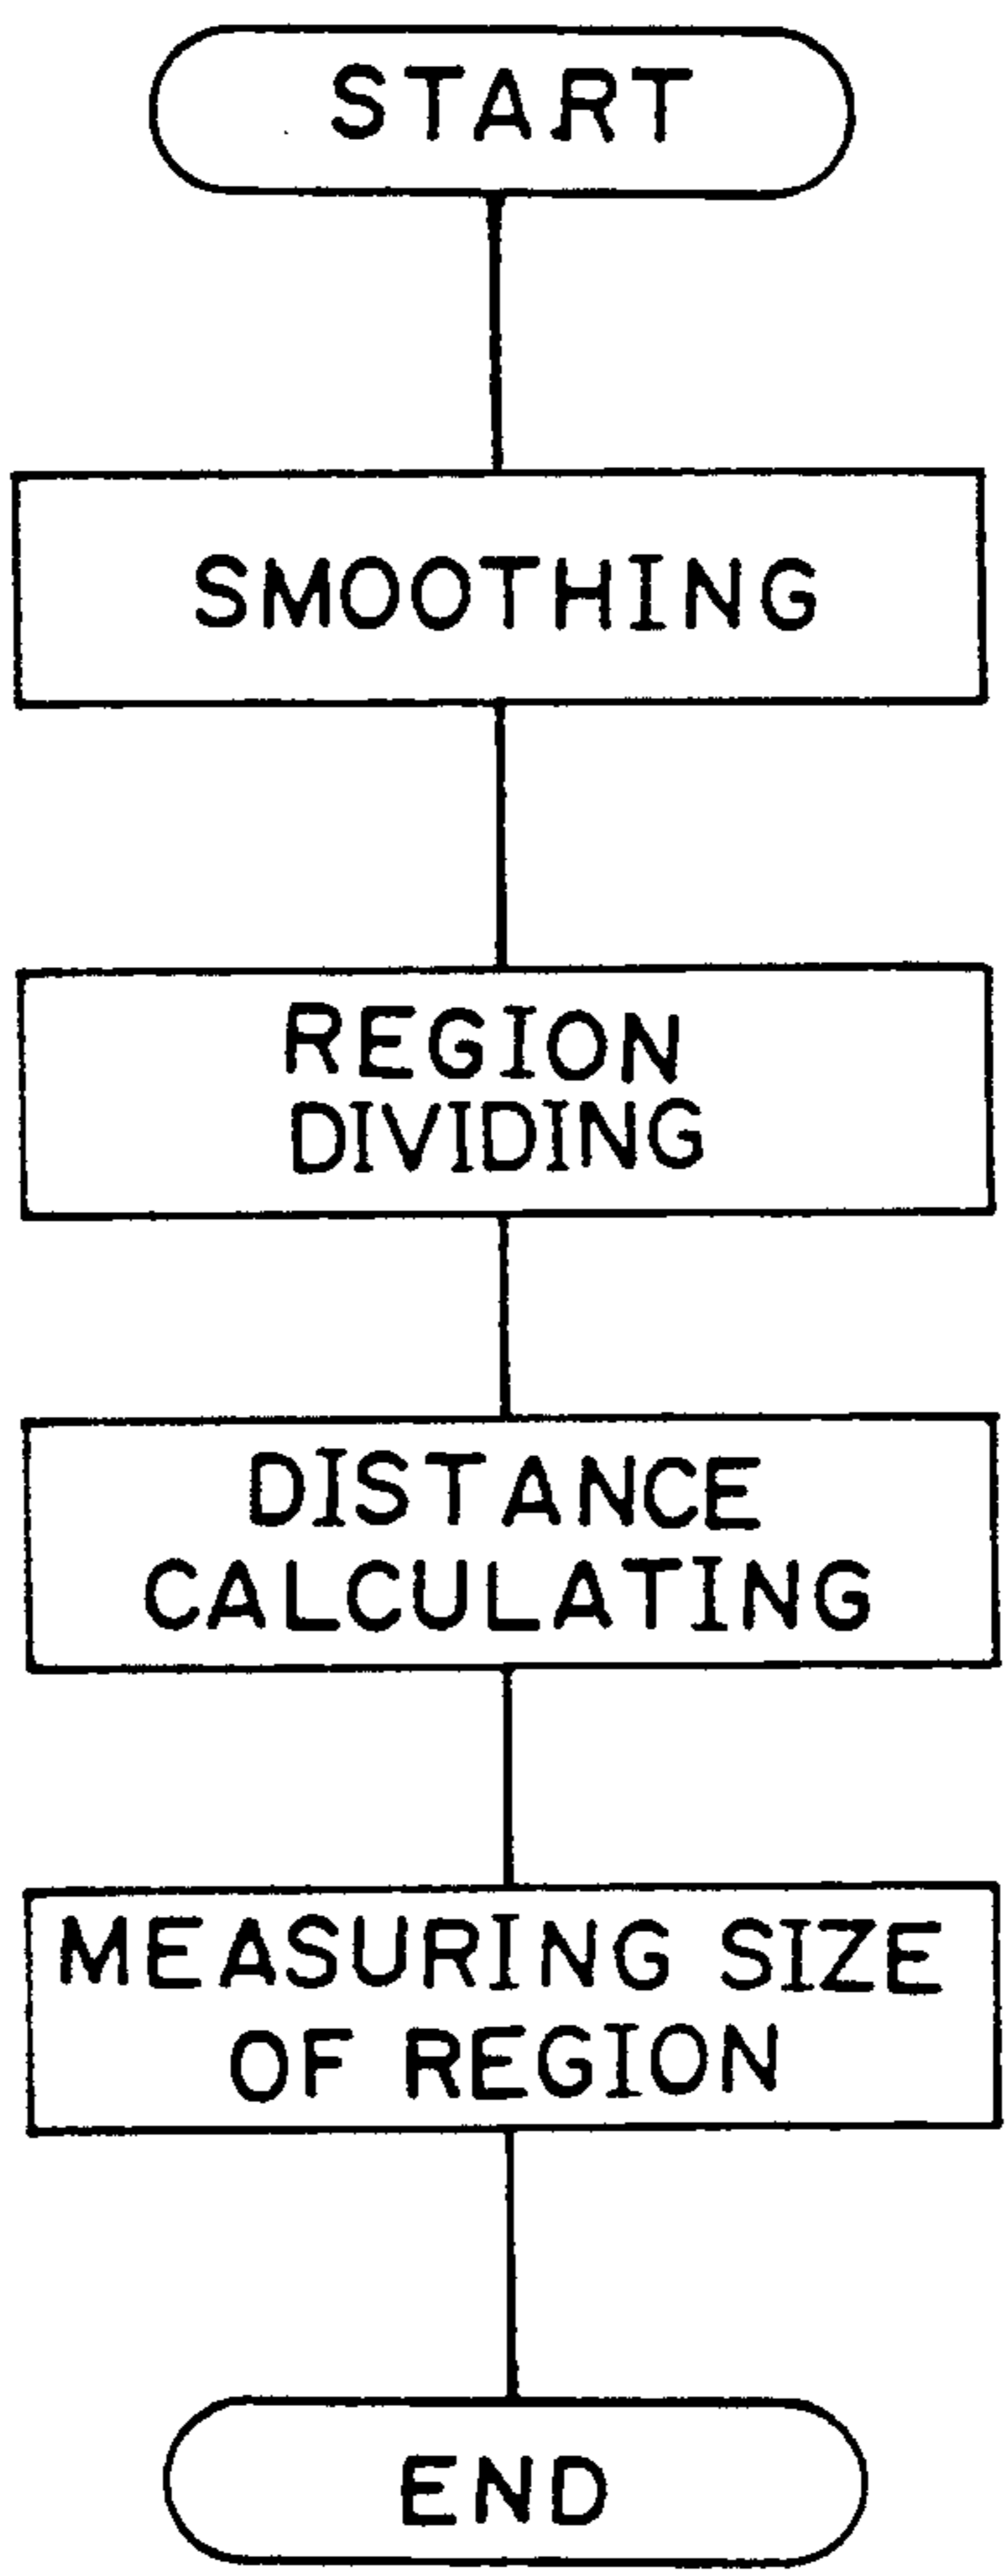 START
SMOOTHING
REGION
DIVIDING
DISTANCE
CALCULATING
MEASURING SIZE
OF REGION
END